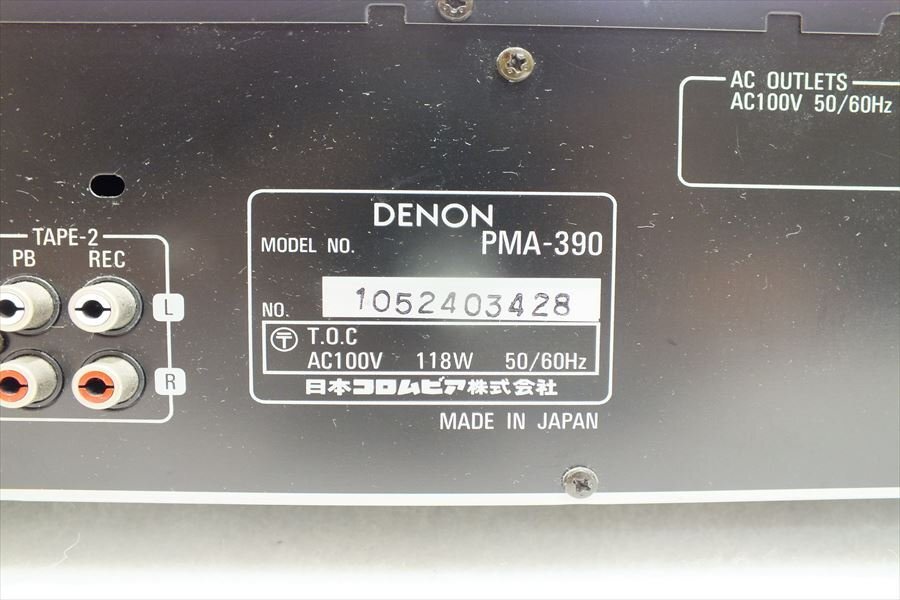 AC OUTLETS
AC100V 50/60Hz
TAPE-2
PB REC
L
R
DENON
MODEL NO. PMA-390
NO. 1052403428
〒 T.O.C
AC100V 118W 50/60Hz
日本コロムビア株式会社
MADE IN JAPAN